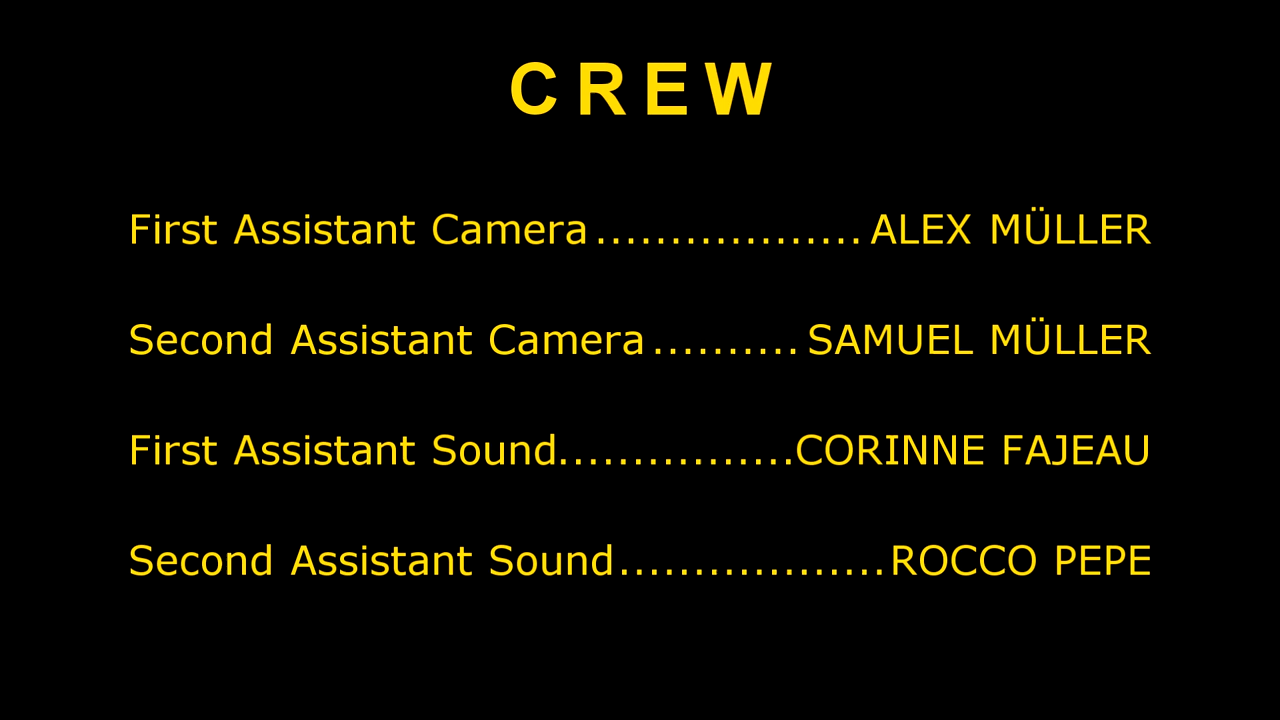 CREW
First Assistant Camera .................. ALEX MÜLLER
Second Assistant Camera .......... SAMUEL MÜLLER
First Assistant Sound................CORINNE FAJEAU
Second Assistant Sound..................ROCCO PEPE